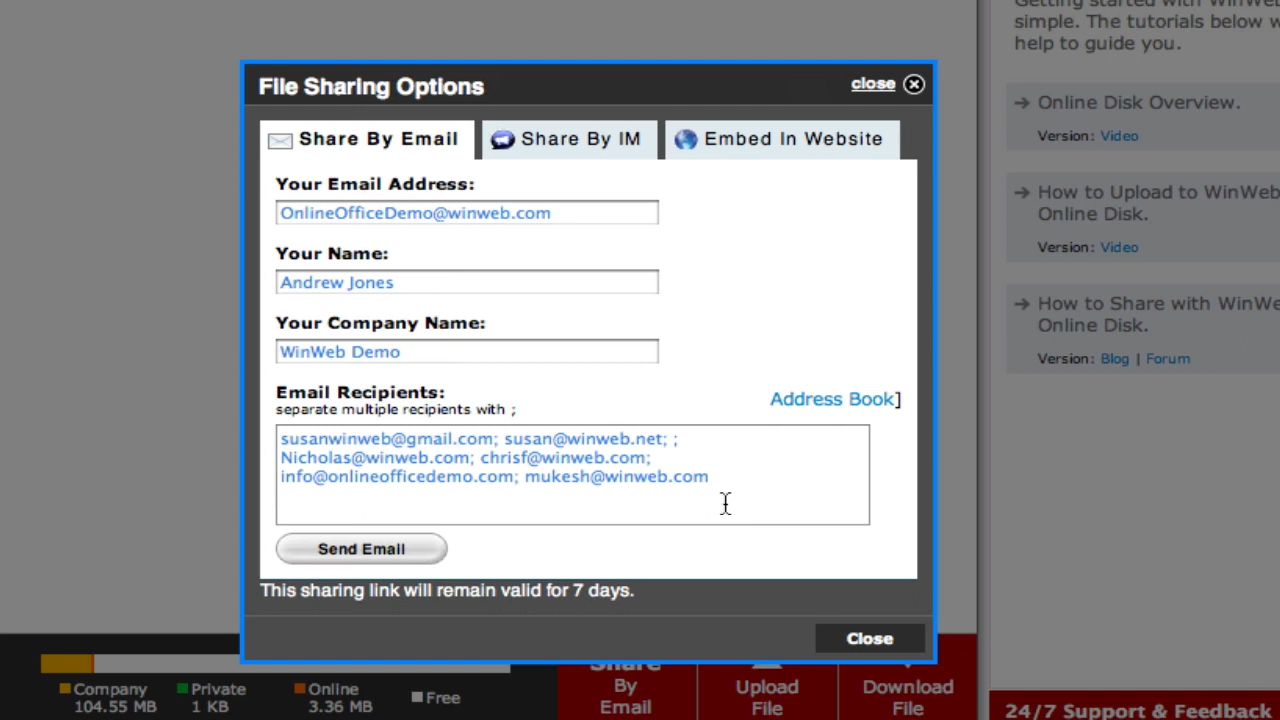 Getting started with WinWeb
simple. The tutorials below w
help to guide you.
File Sharing Options
close
Share By Email
Share By IM
Embed In Website
→ Online Disk Overview.
Version: Video
Your Email Address:
OnlineOfficeDemo@winweb.com
→ How to Upload to WinWeb
Online Disk.
Version: Video
Your Name:
Andrew Jones
→ How to Share with WinWe
Online Disk.
Version: Blog | Forum
Your Company Name:
WinWeb Demo
Email Recipients:
separate multiple recipients with ;
Address Book]
susanwinweb@gmail.com; susan@winweb.net; ;
Nicholas@winweb.com; chrisf@winweb.com;
info@onlineofficedemo.com; mukesh@winweb.com
Send Email
This sharing link will remain valid for 7 days.
Close
Company
104.55 MB
Private
1 KB
Online
3.36 MB
Free
Share
By
Email
Upload
File
Download
File
24/7 Support & Feedback